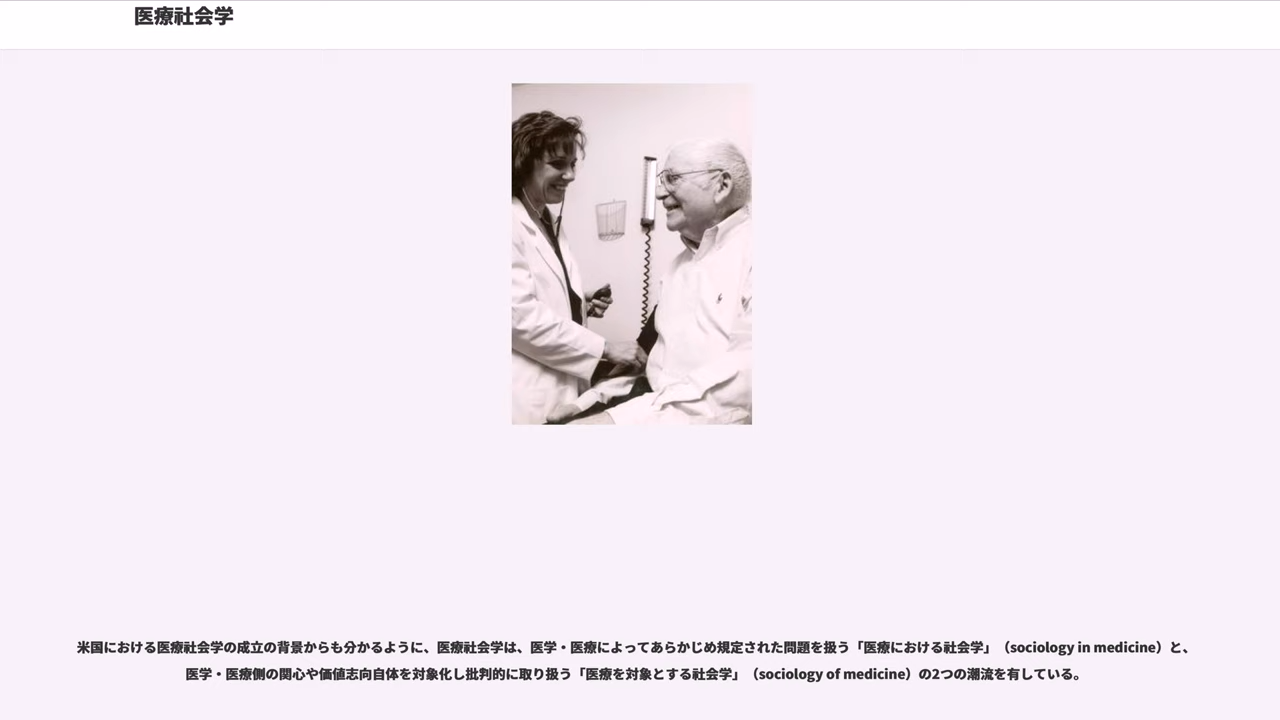 医療社会学
米国における医療社会学の成立の背景からも分かるように、医療社会学は、医学・医療によってあらかじめ規定された問題を扱う「医療における社会学」（sociology in medicine）と、
医学・医療側の関心や価値志向自体を対象化し批判的に取り扱う「医療を対象とする社会学」（sociology of medicine）の2つの潮流を有している。